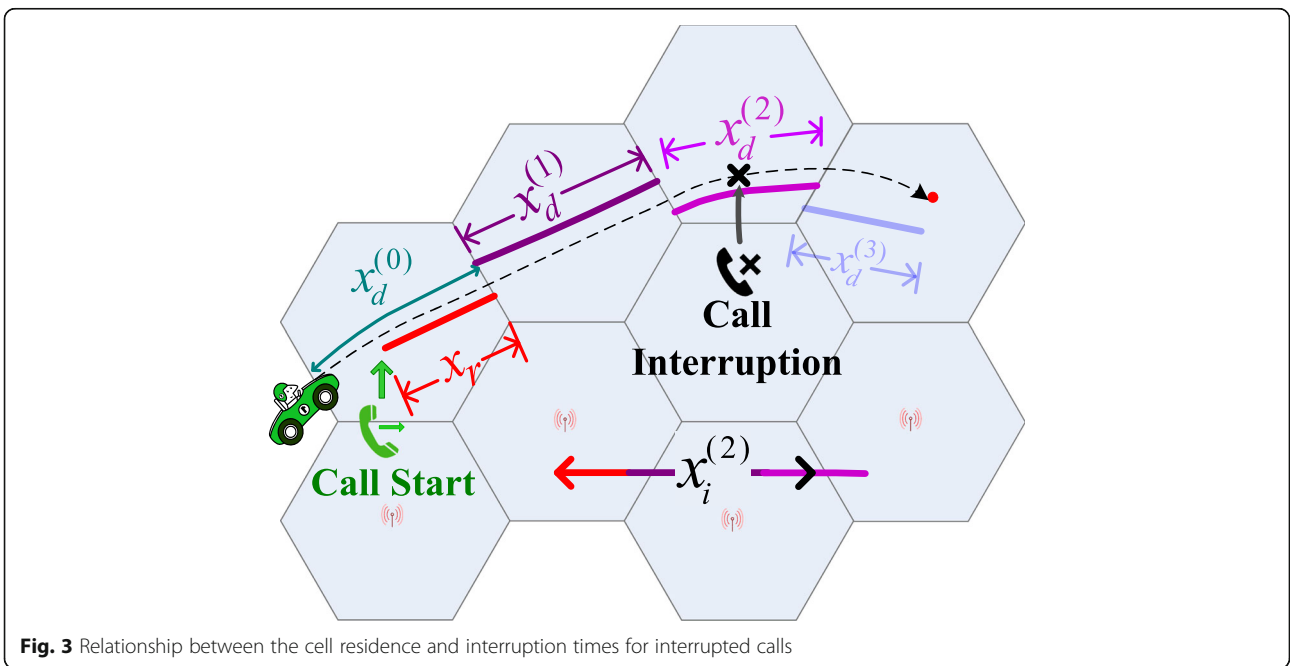 x_d^{(2)}
x_d^{(1)}
x_d^{(0)}
x_d^{(3)}
Call
Interruption
x_r
Call Start
x_i^{(2)}
Fig. 3 Relationship between the cell residence and interruption times for interrupted calls